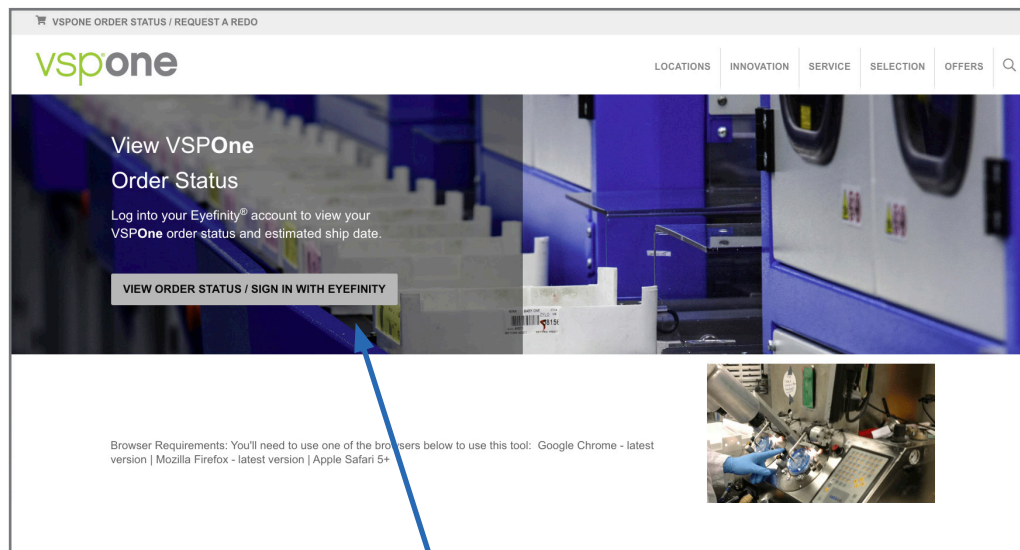 VSPONE ORDER STATUS / REQUEST A REDO
vspone
LOCATIONS
INNOVATION
SERVICE
SELECTION
OFFERS
View VSPOne
Order Status
Log into your Eyefinity® account to view your
VSPOne order status and estimated ship date.
VIEW ORDER STATUS / SIGN IN WITH EYEFINITY
Browser Requirements: You'll need to use one of the browsers below to use this tool:  Google Chrome - latest
version | Mozilla Firefox - latest version | Apple Safari 5+